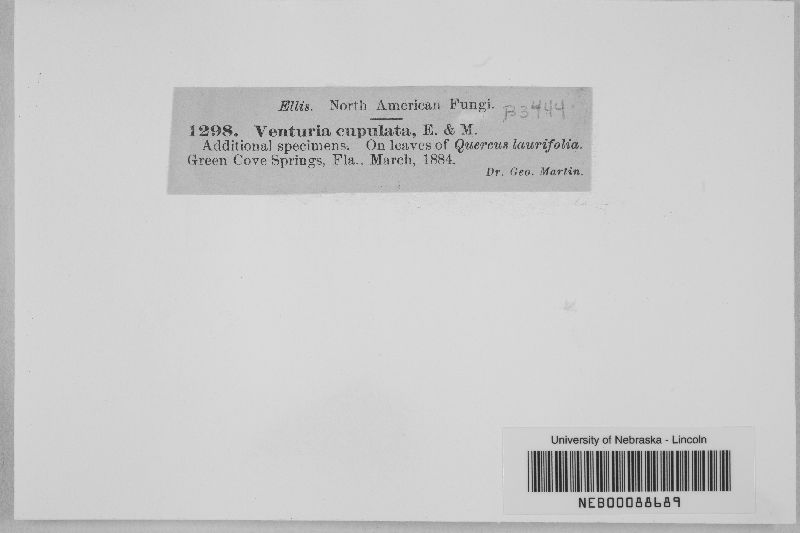 Ellis. North American Fungi. B3444
1298. Venturia cupulata, E. & M.
Additional specimens. On leaves of Quercus laurifolia.
Green Cove Springs, Fla., March, 1884.
Dr. Geo. Martin.
University of Nebraska - Lincoln
NEB00088689